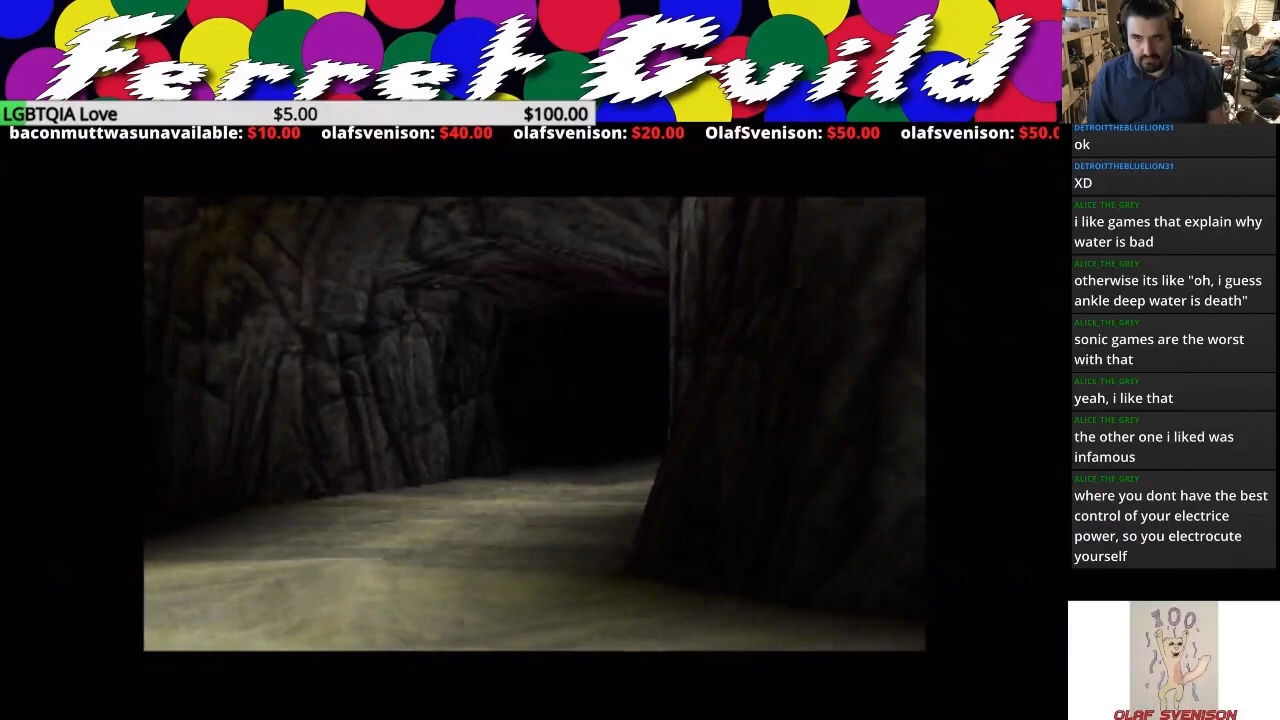 Ferret Guild
LGBTQIA Love $5.00 $100.00
baconmuttwasunavailable: $10.00 olafsvenison: $40.00 olafsvenison: $20.00 OlafSvenison: $50.00 olafsvenison: $50.0
DETROITTHEBLUELION31
ok
DETROITTHEBLUELION31
XD
ALICE_THE_GREY
i like games that explain why
water is bad
ALICE_THE_GREY
otherwise its like "oh, i guess
ankle deep water is death"
ALICE_THE_GREY
sonic games are the worst
with that
ALICE_THE_GREY
yeah, i like that
ALICE_THE_GREY
the other one i liked was
infamous
ALICE_THE_GREY
where you dont have the best
control of your electrice
power, so you electrocute
yourself
100
OLAF_SVENISON